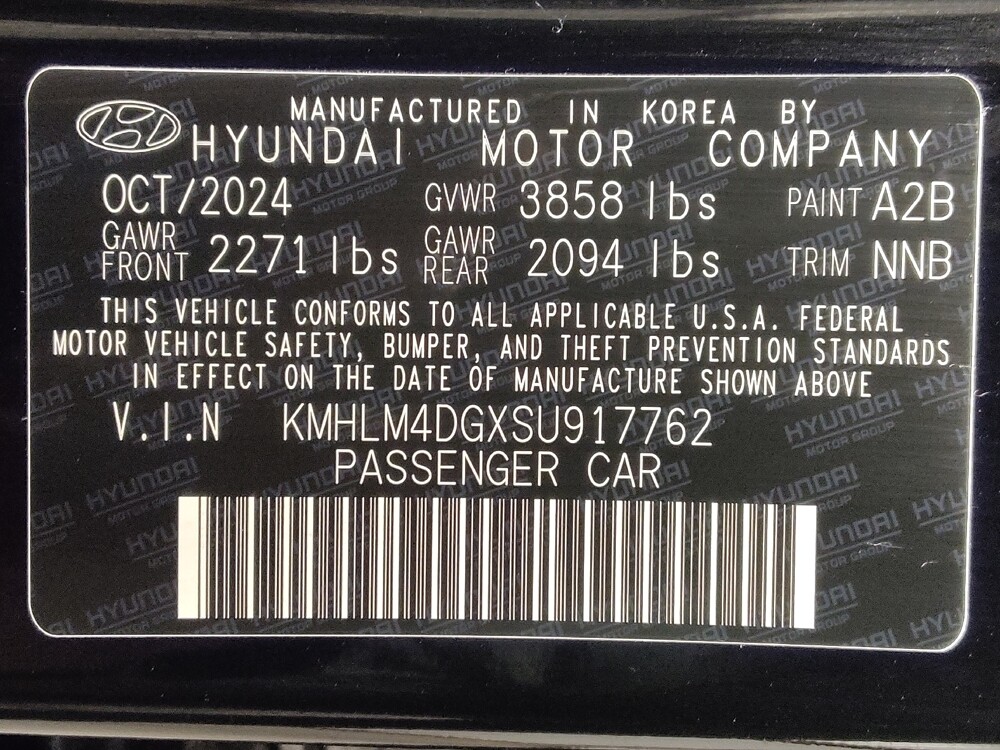 MANUFACTURED IN KOREA BY
HYUNDAI MOTOR COMPANY
OCT/2024 GVWR 3858 lbs PAINT A2B
GAWR FRONT 2271 lbs GAWR REAR 2094 lbs TRIM NNB
THIS VEHICLE CONFORMS TO ALL APPLICABLE U.S.A. FEDERAL
MOTOR VEHICLE SAFETY, BUMPER, AND THEFT PREVENTION STANDARDS
IN EFFECT ON THE DATE OF MANUFACTURE SHOWN ABOVE
V.I.N KMHLM4DGXSU917762
PASSENGER CAR